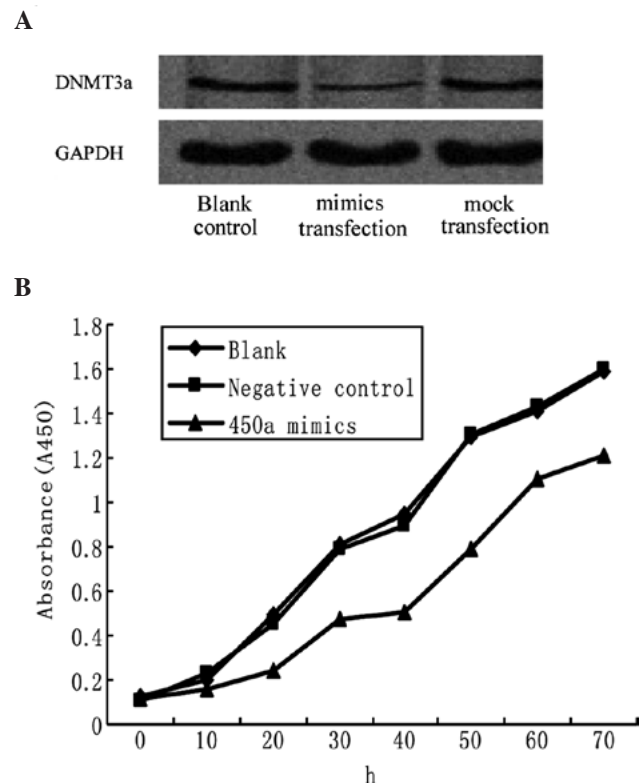 A
DNMT3a
GAPDH
Blank control
mimics transfection
mock transfection
B
Blank
Negative control
450a mimics
Absorbance (A450)
1.8
1.6
1.4
1.2
1
0.8
0.6
0.4
0.2
0
0 10 20 30 40 50 60 70
h